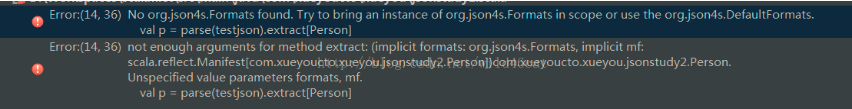 Error:(14, 36) No org.json4s.Formats found. Try to bring an instance of org.json4s.Formats in scope or use the org.json4s.DefaultFormats.
val p = parse(testjson).extract[Person]
Error:(14, 36) not enough arguments for method extract: (implicit formats: org.json4s.Formats, implicit mf:
scala.reflect.Manifest[com.xueyoucto.xueyou.jsonstudy2.Person])com.xueyoucto.xueyou.jsonstudy2.Person.
Unspecified value parameters formats, mf.
val p = parse(testjson).extract[Person]